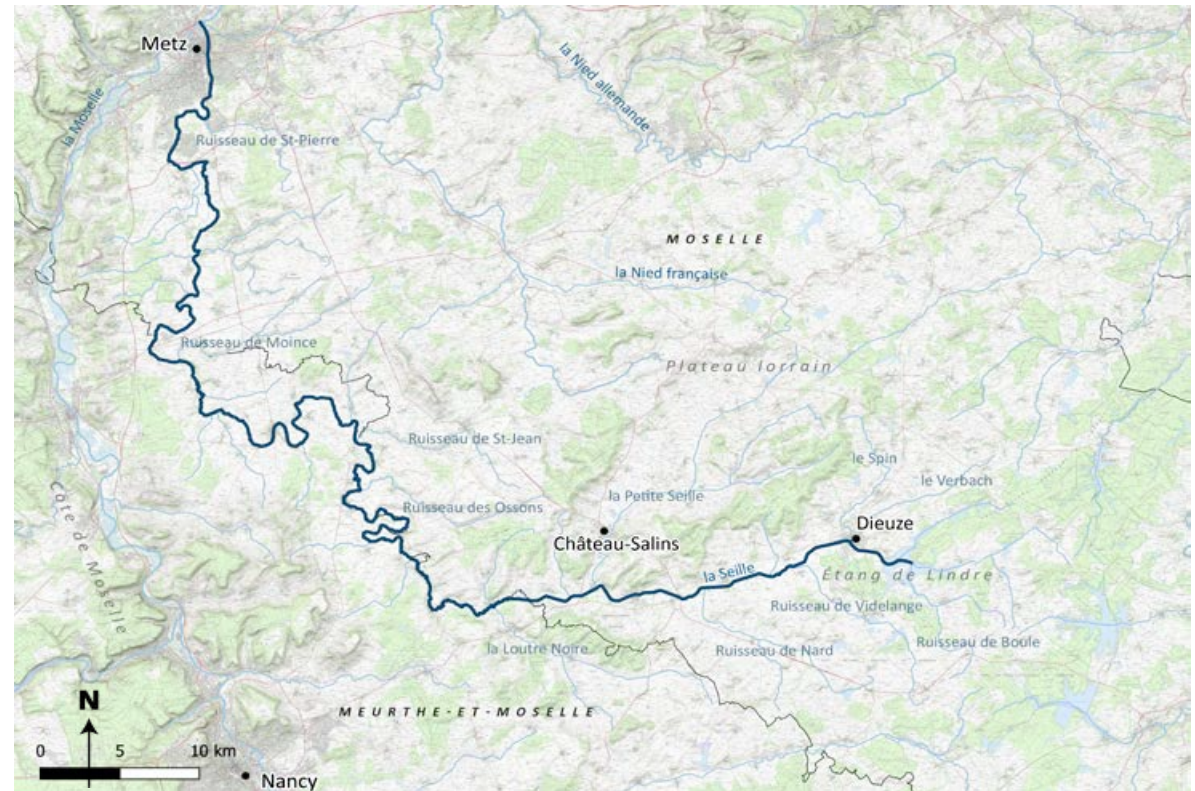 Metz
la Nied allemande
la Moselle
Ruisseau de St-Pierre
MOSELLE
la Nied française
Ruisseau de Moince
Plateau lorrain
Ruisseau de St-Jean
le Spin
le Verbach
la Petite Seille
Ruisseau des Ossons
Côte de Moselle
Dieuze
Château-Salins
la Seille
Étang de Lindre
Ruisseau de Videlange
Ruisseau de Boule
la Loutre Noire
Ruisseau de Nard
N
MEURTHE-ET-MOSELLE
0 5 10 km
Nancy